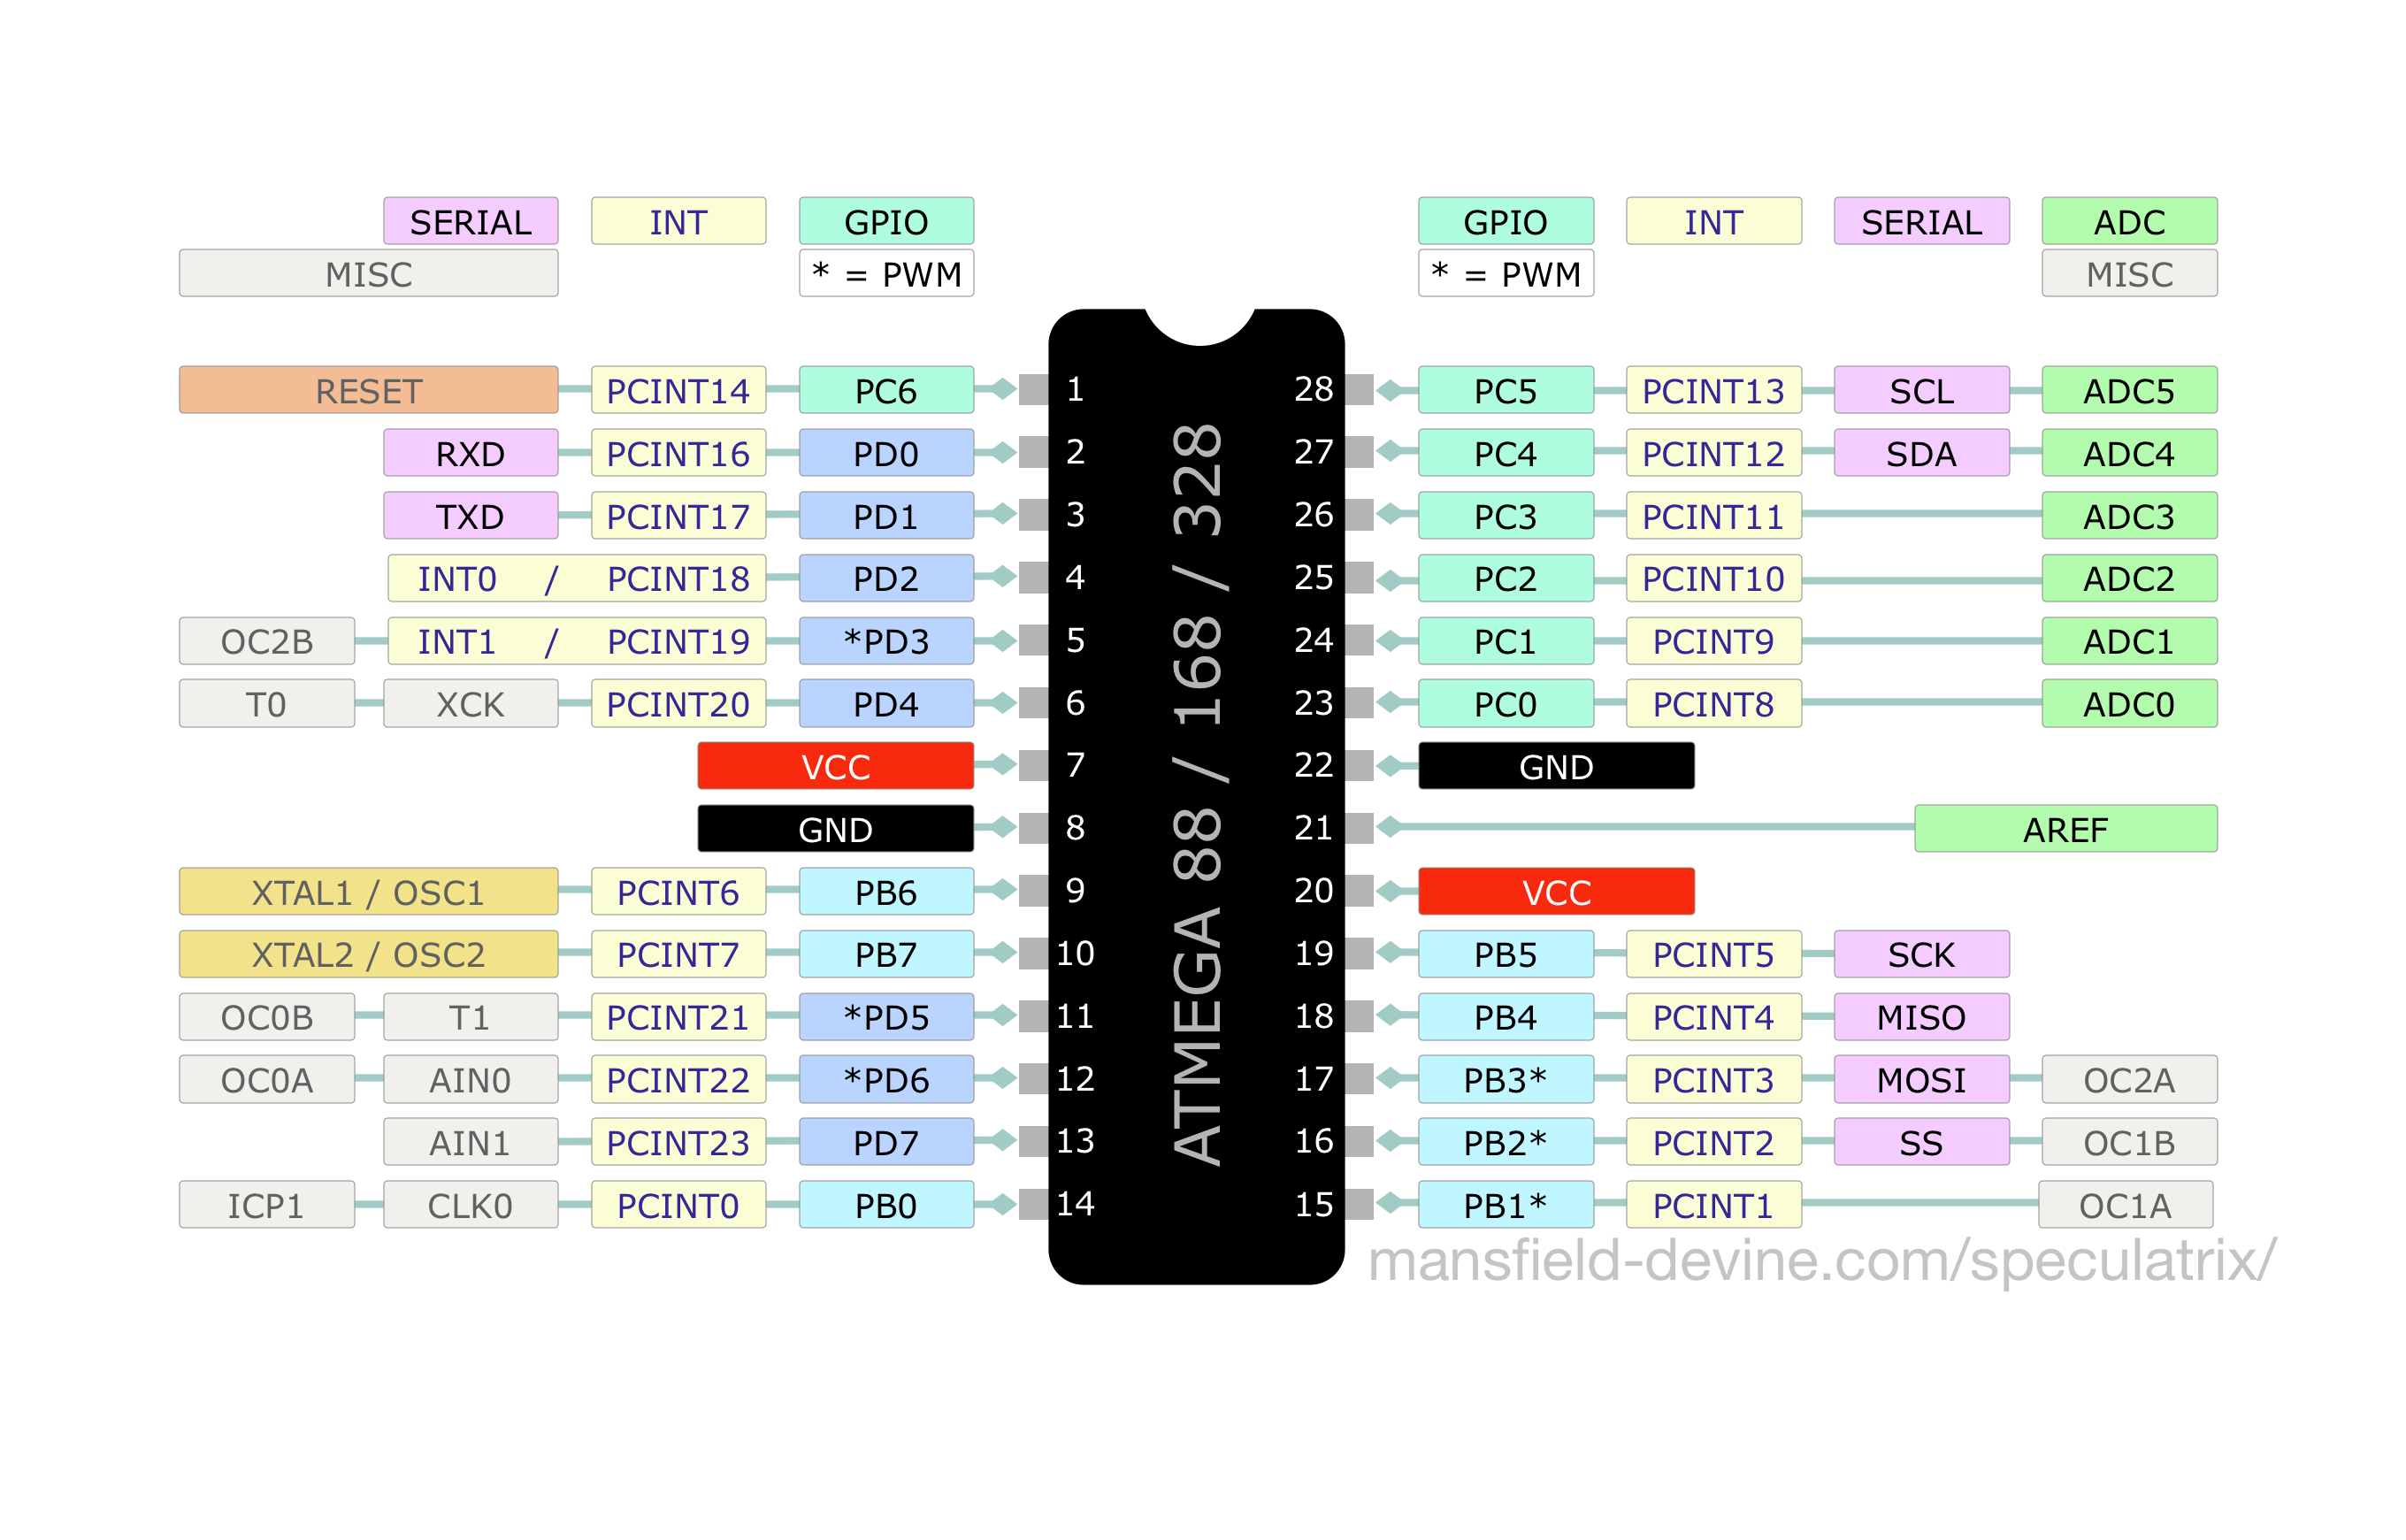 SERIAL INT GPIO GPIO INT SERIAL ADC
MISC * = PWM * = PWM MISC
RESET PCINT14 PC6 1 28 PC5 PCINT13 SCL ADC5
RXD PCINT16 PD0 2 27 PC4 PCINT12 SDA ADC4
TXD PCINT17 PD1 3 26 PC3 PCINT11 ADC3
INT0 / PCINT18 PD2 4 25 PC2 PCINT10 ADC2
OC2B INT1 / PCINT19 *PD3 5 24 PC1 PCINT9 ADC1
T0 XCK PCINT20 PD4 6 23 PC0 PCINT8 ADC0
VCC 7 22 GND
GND 8 21 AREF
XTAL1 / OSC1 PCINT6 PB6 9 20 VCC
XTAL2 / OSC2 PCINT7 PB7 10 19 PB5 PCINT5 SCK
OC0B T1 PCINT21 *PD5 11 18 PB4 PCINT4 MISO
OC0A AIN0 PCINT22 *PD6 12 17 PB3* PCINT3 MOSI OC2A
AIN1 PCINT23 PD7 13 16 PB2* PCINT2 SS OC1B
ICP1 CLK0 PCINT0 PB0 14 15 PB1* PCINT1 OC1A
ATMEGA 88 / 168 / 328
mansfield-devine.com/speculatrix/